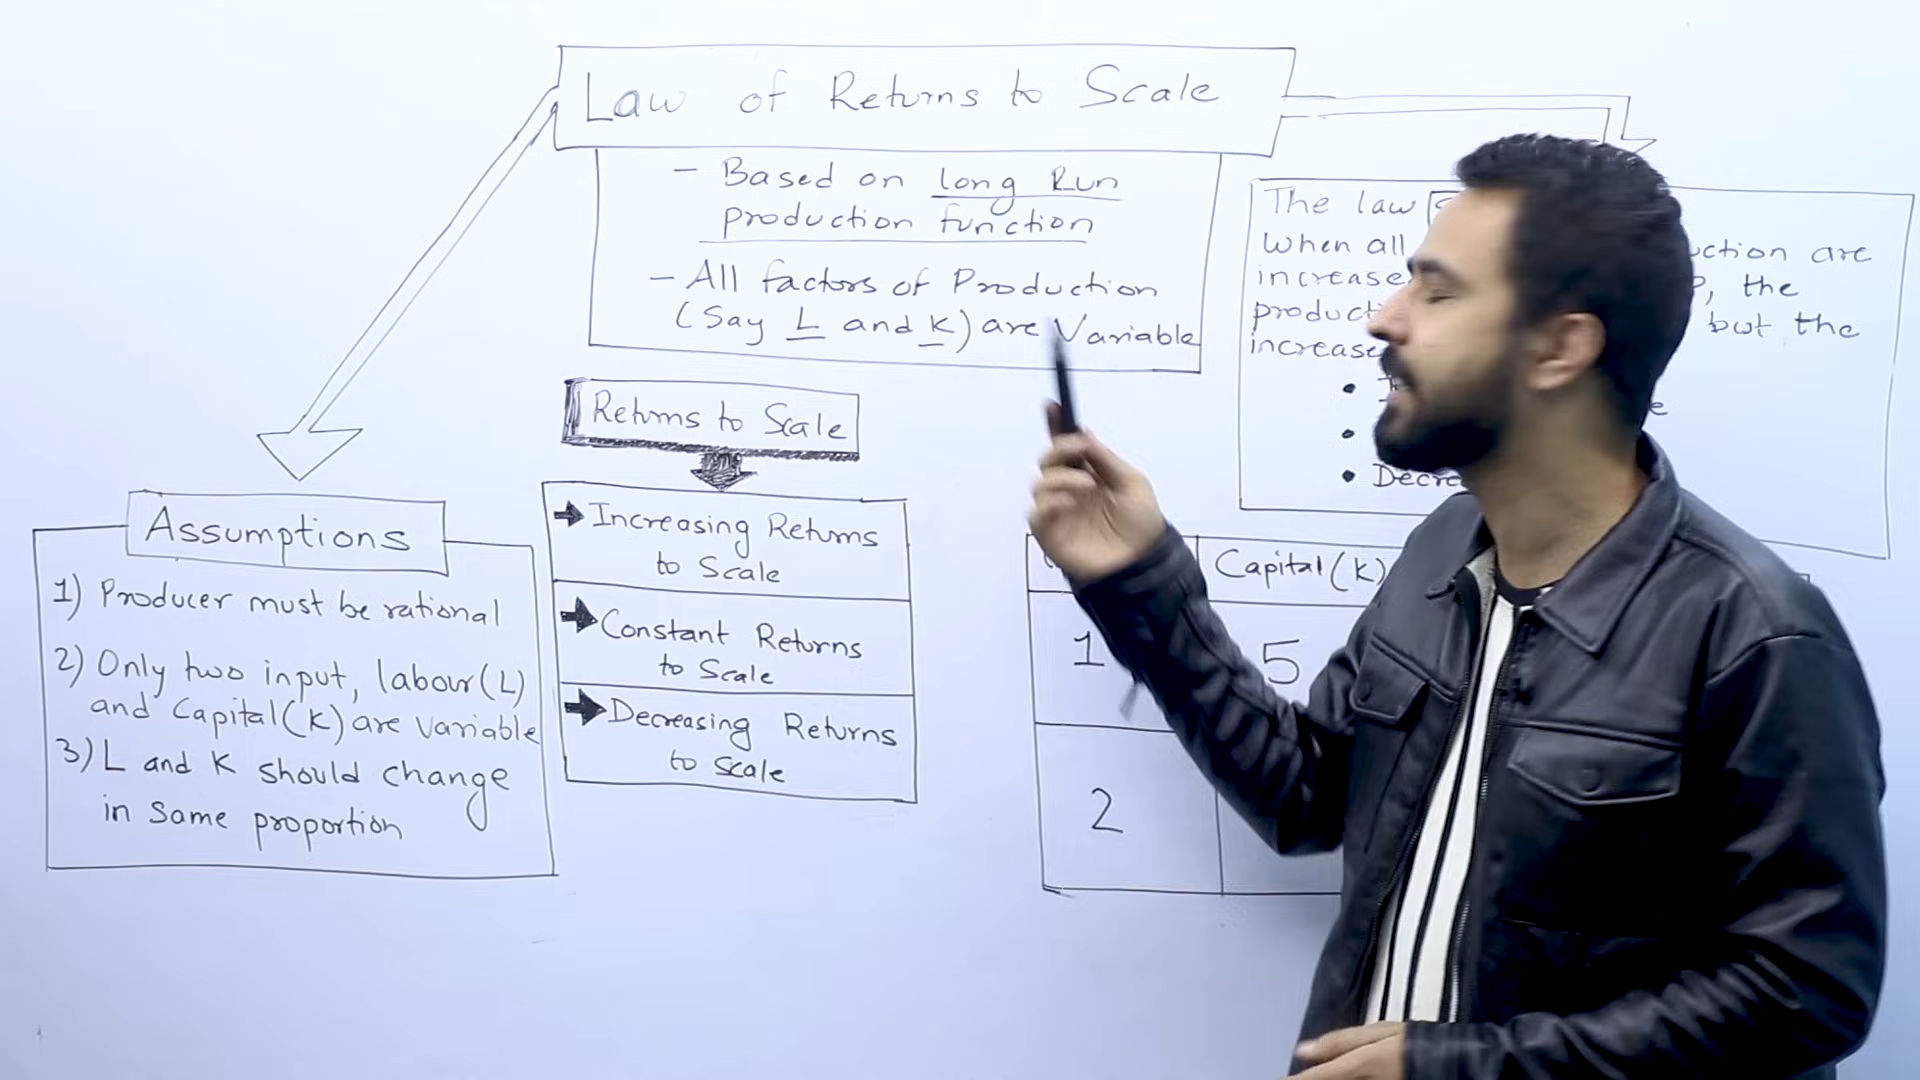 Law of Returns to Scale
- Based on long Run
production function
- All factors of Production
(Say L and K) are Variable
The law
When all uction are
increase the
product but the
increase
• 
• 
• Decre
Returns to Scale
Increasing Returns
to Scale
Constant Returns
to Scale
Decreasing Returns
to Scale
Assumptions
1) Producer must be rational
2) Only two input, labour(L)
and Capital(K) are variable
3) L and K should change
in same proportion
Capital(K)
1 5
2